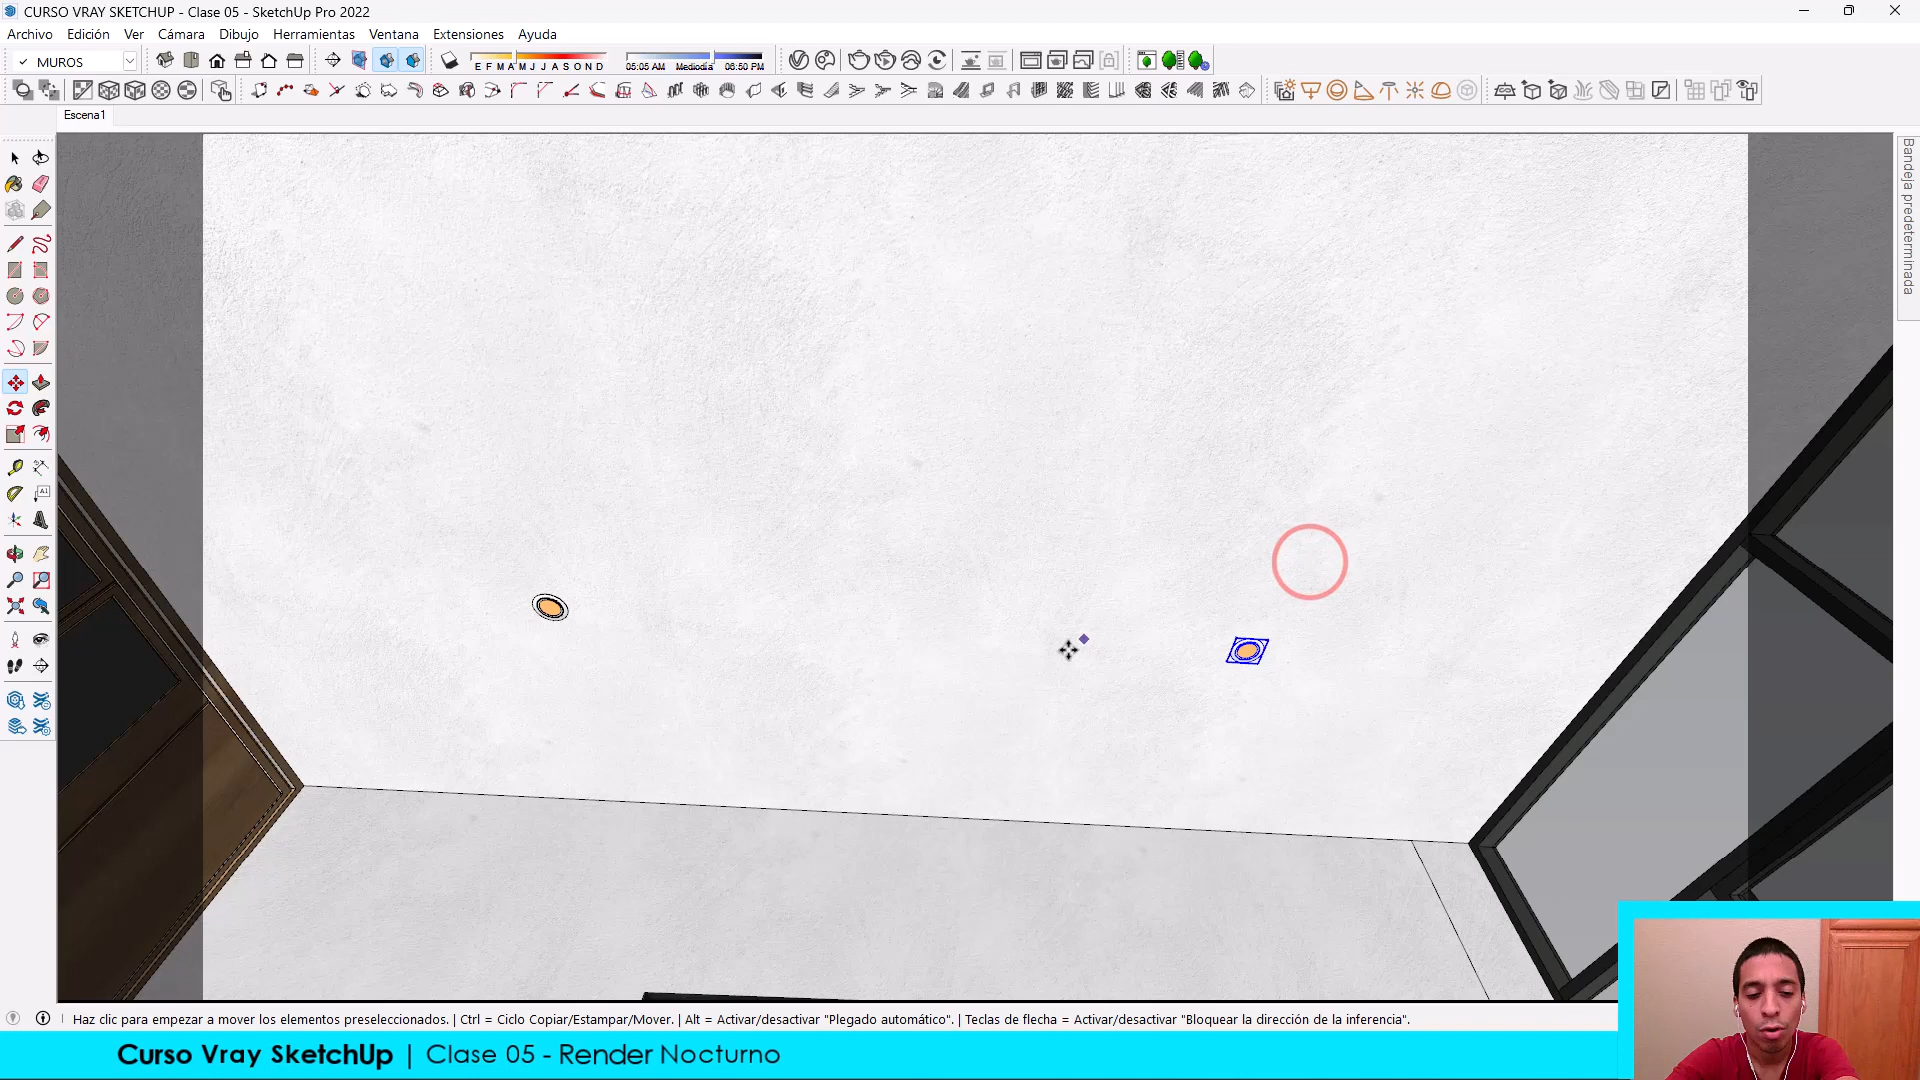 CURSO VRAY SKETCHUP - Clase 05 - SketchUp Pro 2022
Archivo Edición Ver Cámara Dibujo Herramientas Ventana Extensiones Ayuda
✓ MUROS
E F M A M J J A S O N D
05:05 AM Mediodía 06:50 PM
Escena1
Bandeja predeterminada
A1
Haz clic para empezar a mover los elementos preseleccionados. | Ctrl = Ciclo Copiar/Estampar/Mover. | Alt = Activar/desactivar "Plegado automático". | Teclas de flecha = Activar/desactivar "Bloquear la dirección de la inferencia".
Curso Vray SketchUp | Clase 05 - Render Nocturno